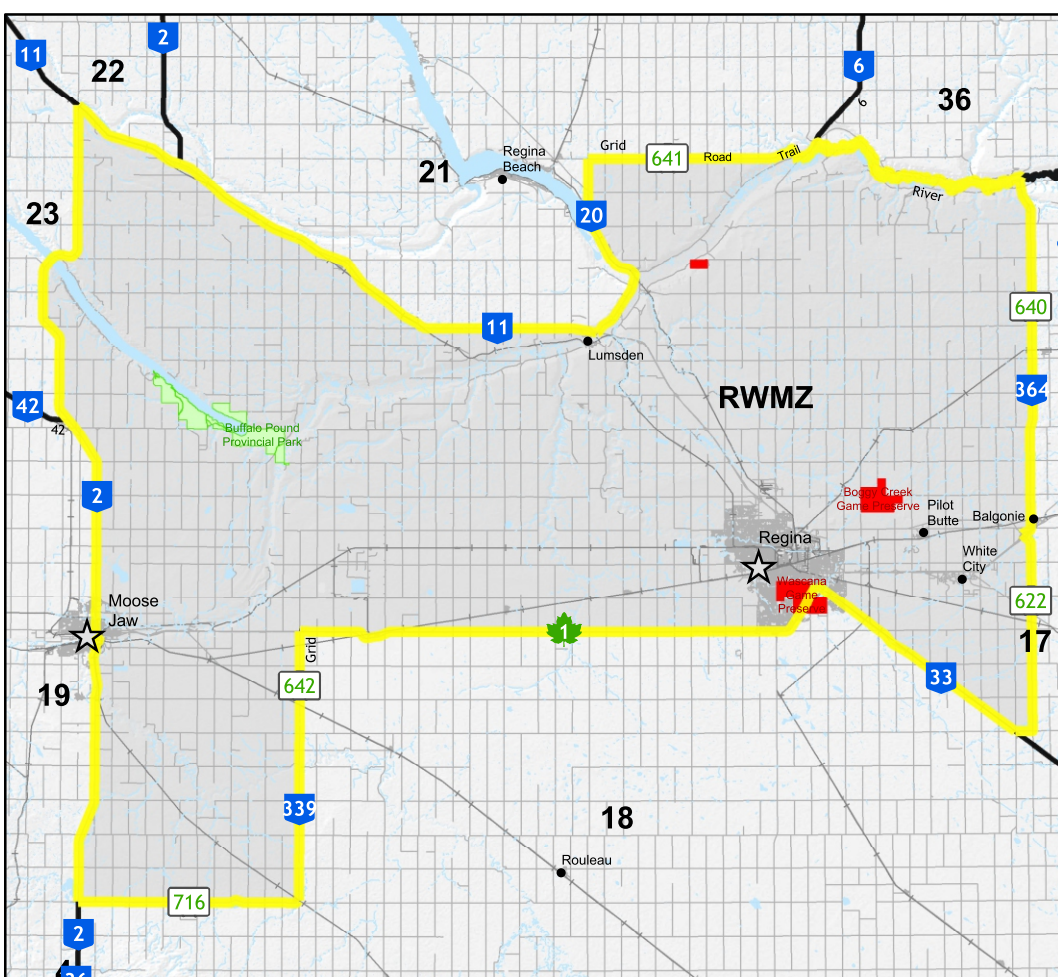 2
11
22
6
36
6
Regina
Beach
21
Grid
641
Road
Trail
River
23
20
640
11
Lumsden
RWMZ
364
42
42
Buffalo Pound
Provincial Park
2
Boggy Creek
Game Preserve
Pilot
Butte
Balgonie
Regina
White
City
Wascana
Game
Preserve
622
Moose
Jaw
1
17
Grid
19
642
33
339
18
Rouleau
716
2
36